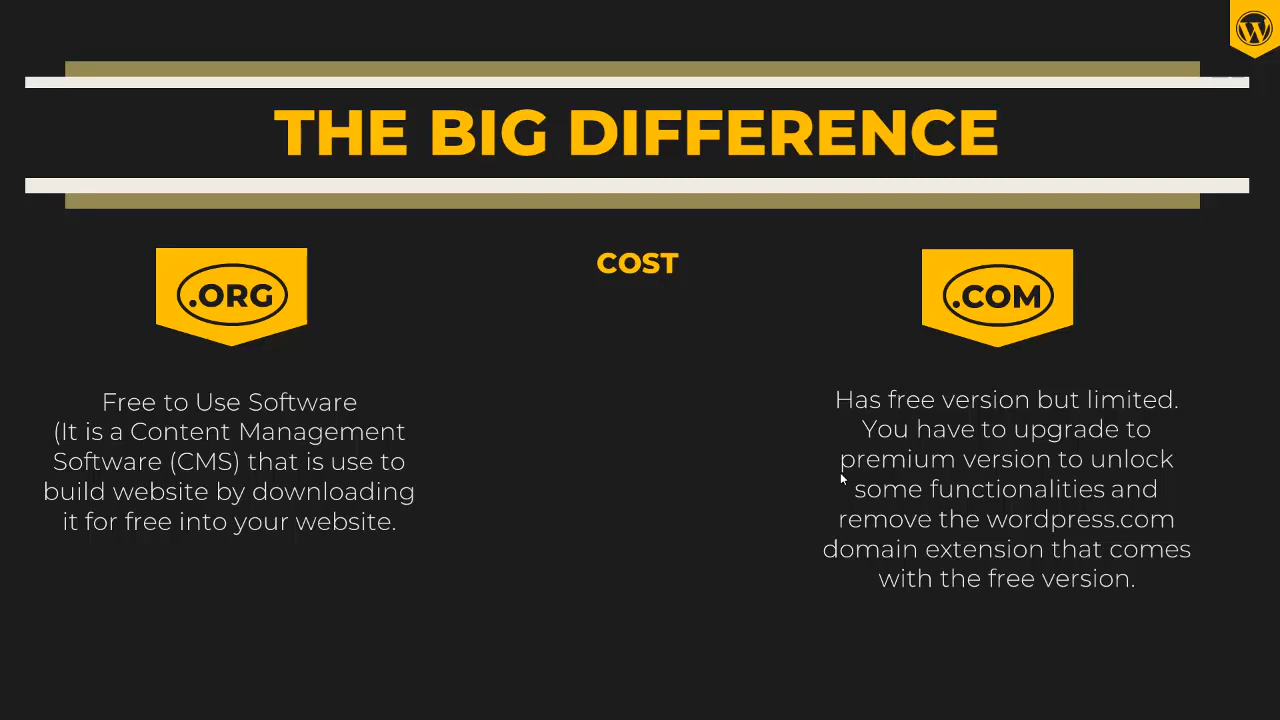 THE BIG DIFFERENCE
COST
.ORG
Free to Use Software
(It is a Content Management
Software (CMS) that is use to
build website by downloading
it for free into your website.
.COM
Has free version but limited.
You have to upgrade to
premium version to unlock
some functionalities and
remove the wordpress.com
domain extension that comes
with the free version.